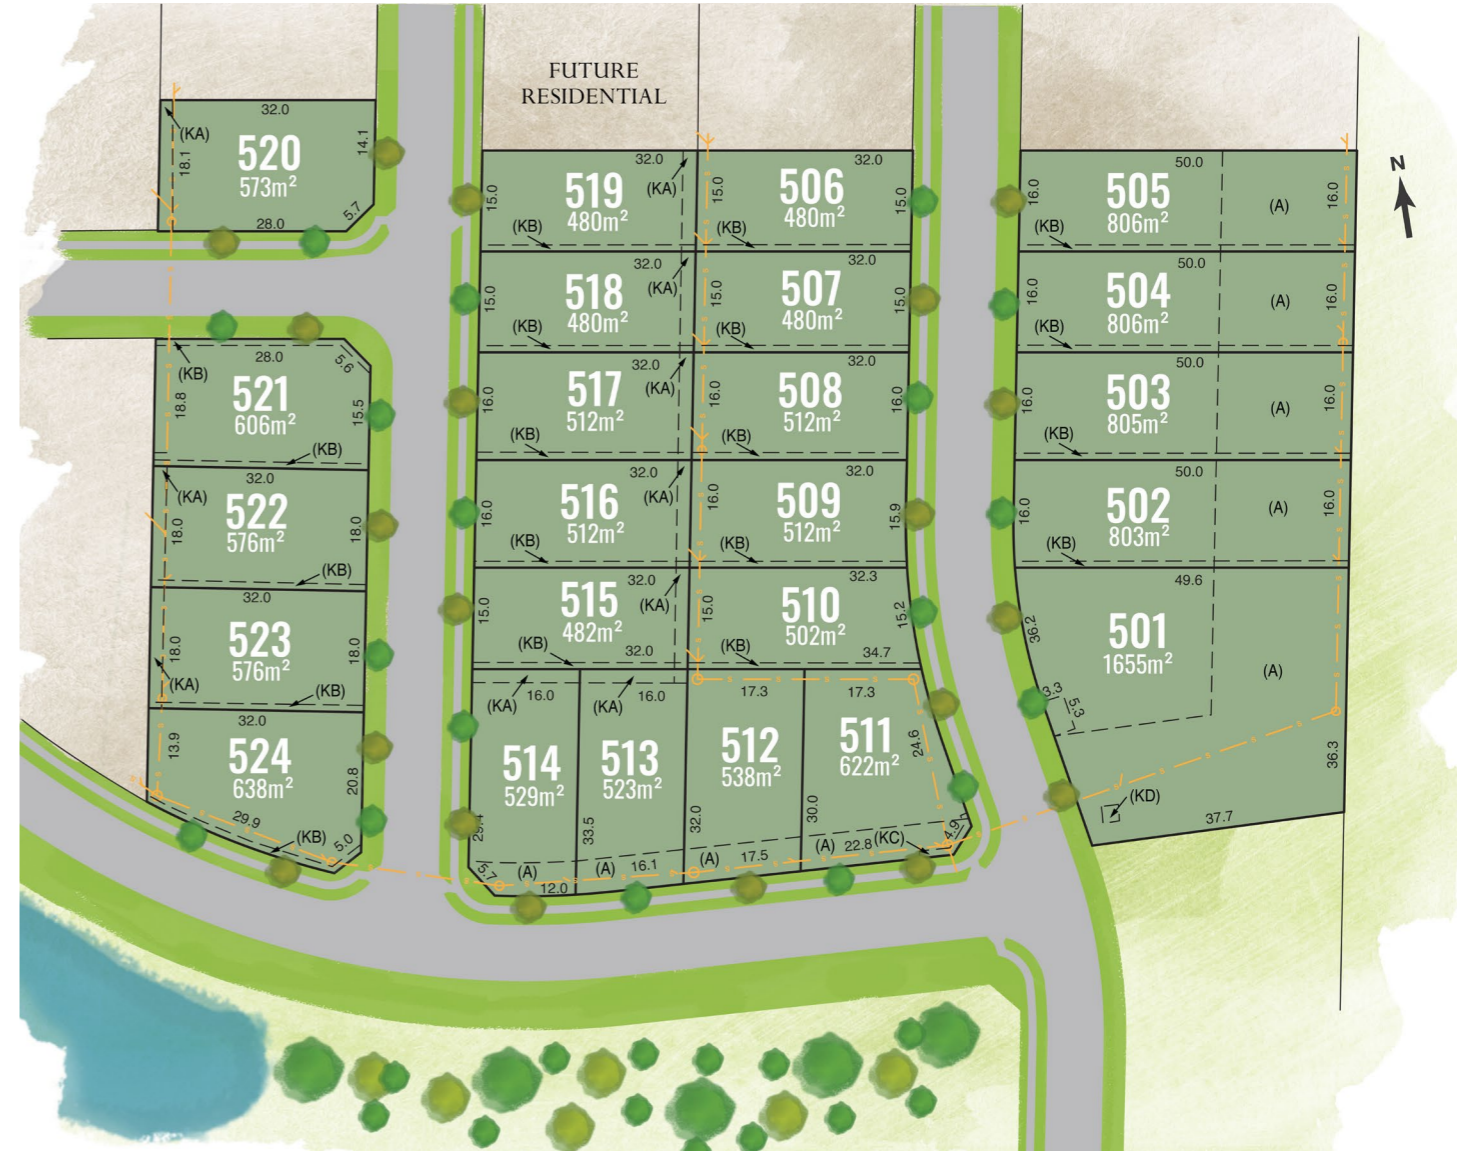 FUTURE
RESIDENTIAL
N
32.0
(KA)
18.1
520
573m²
14.1
5.7
28.0
28.0
5.6
(KB)
18.8
521
606m²
15.5
(KB)
32.0
(KA)
18.0
522
576m²
18.0
(KB)
32.0
18.0
523
576m²
18.0
(KA)
(KB)
32.0
13.9
524
638m²
20.8
29.9
(KB)
5.0
32.0
15.0
519
480m²
(KA)
(KB)
32.0
15.0
518
480m²
(KA)
(KB)
32.0
16.0
517
512m²
(KA)
(KB)
32.0
16.0
516
512m²
(KA)
(KB)
32.0
15.0
515
482m²
(KA)
(KB)
32.0
32.0
15.0
506
480m²
15.0
(KB)
32.0
15.0
507
480m²
15.0
(KB)
32.0
16.0
508
512m²
16.0
(KB)
32.0
16.0
509
512m²
15.9
(KB)
32.3
15.0
510
502m²
15.2
(KB)
34.7
16.0
(KA)
514
529m²
29.4
5.7
(A)
12.0
16.0
(KA)
513
523m²
33.5
(A)
16.1
17.3
512
538m²
32.0
(A)
17.5
17.3
511
622m²
24.6
30.0
(A)
22.8
(KC)
4.9
50.0
16.0
505
806m²
(A)
16.0
(KB)
50.0
16.0
504
806m²
(A)
16.0
(KB)
50.0
16.0
503
805m²
(A)
16.0
(KB)
50.0
16.0
502
803m²
(A)
16.0
(KB)
49.6
36.2
501
1655m²
(A)
3.3
5.3
36.3
(KD)
37.7